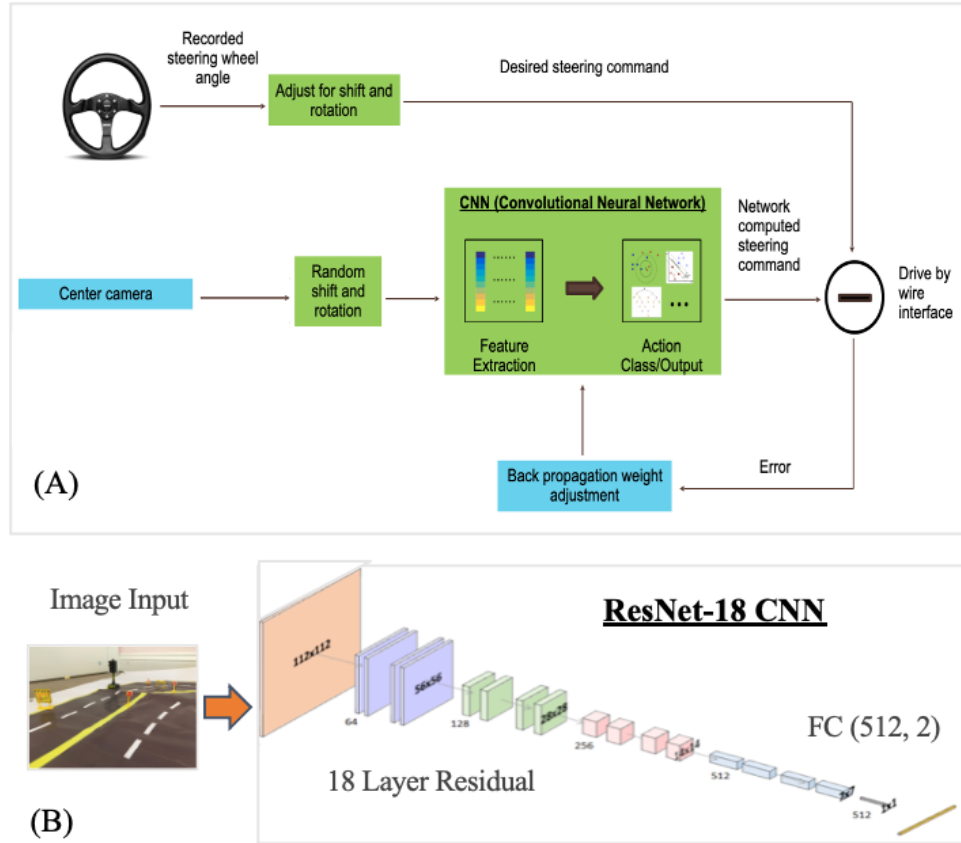 Recorded
steering wheel
angle
Desired steering command
Adjust for shift and
rotation
CNN (Convolutional Neural Network)
Network
computed
steering
command
Center camera
Random
shift and
rotation
Drive by
wire
interface
Feature
Extraction
Action
Class/Output
Back propagation weight
adjustment
Error
(A)
Image Input
ResNet-18 CNN
112x112
56x56
64
128
28x28
256
14x14
FC (512, 2)
512
7x7
512
1x1
18 Layer Residual
(B)